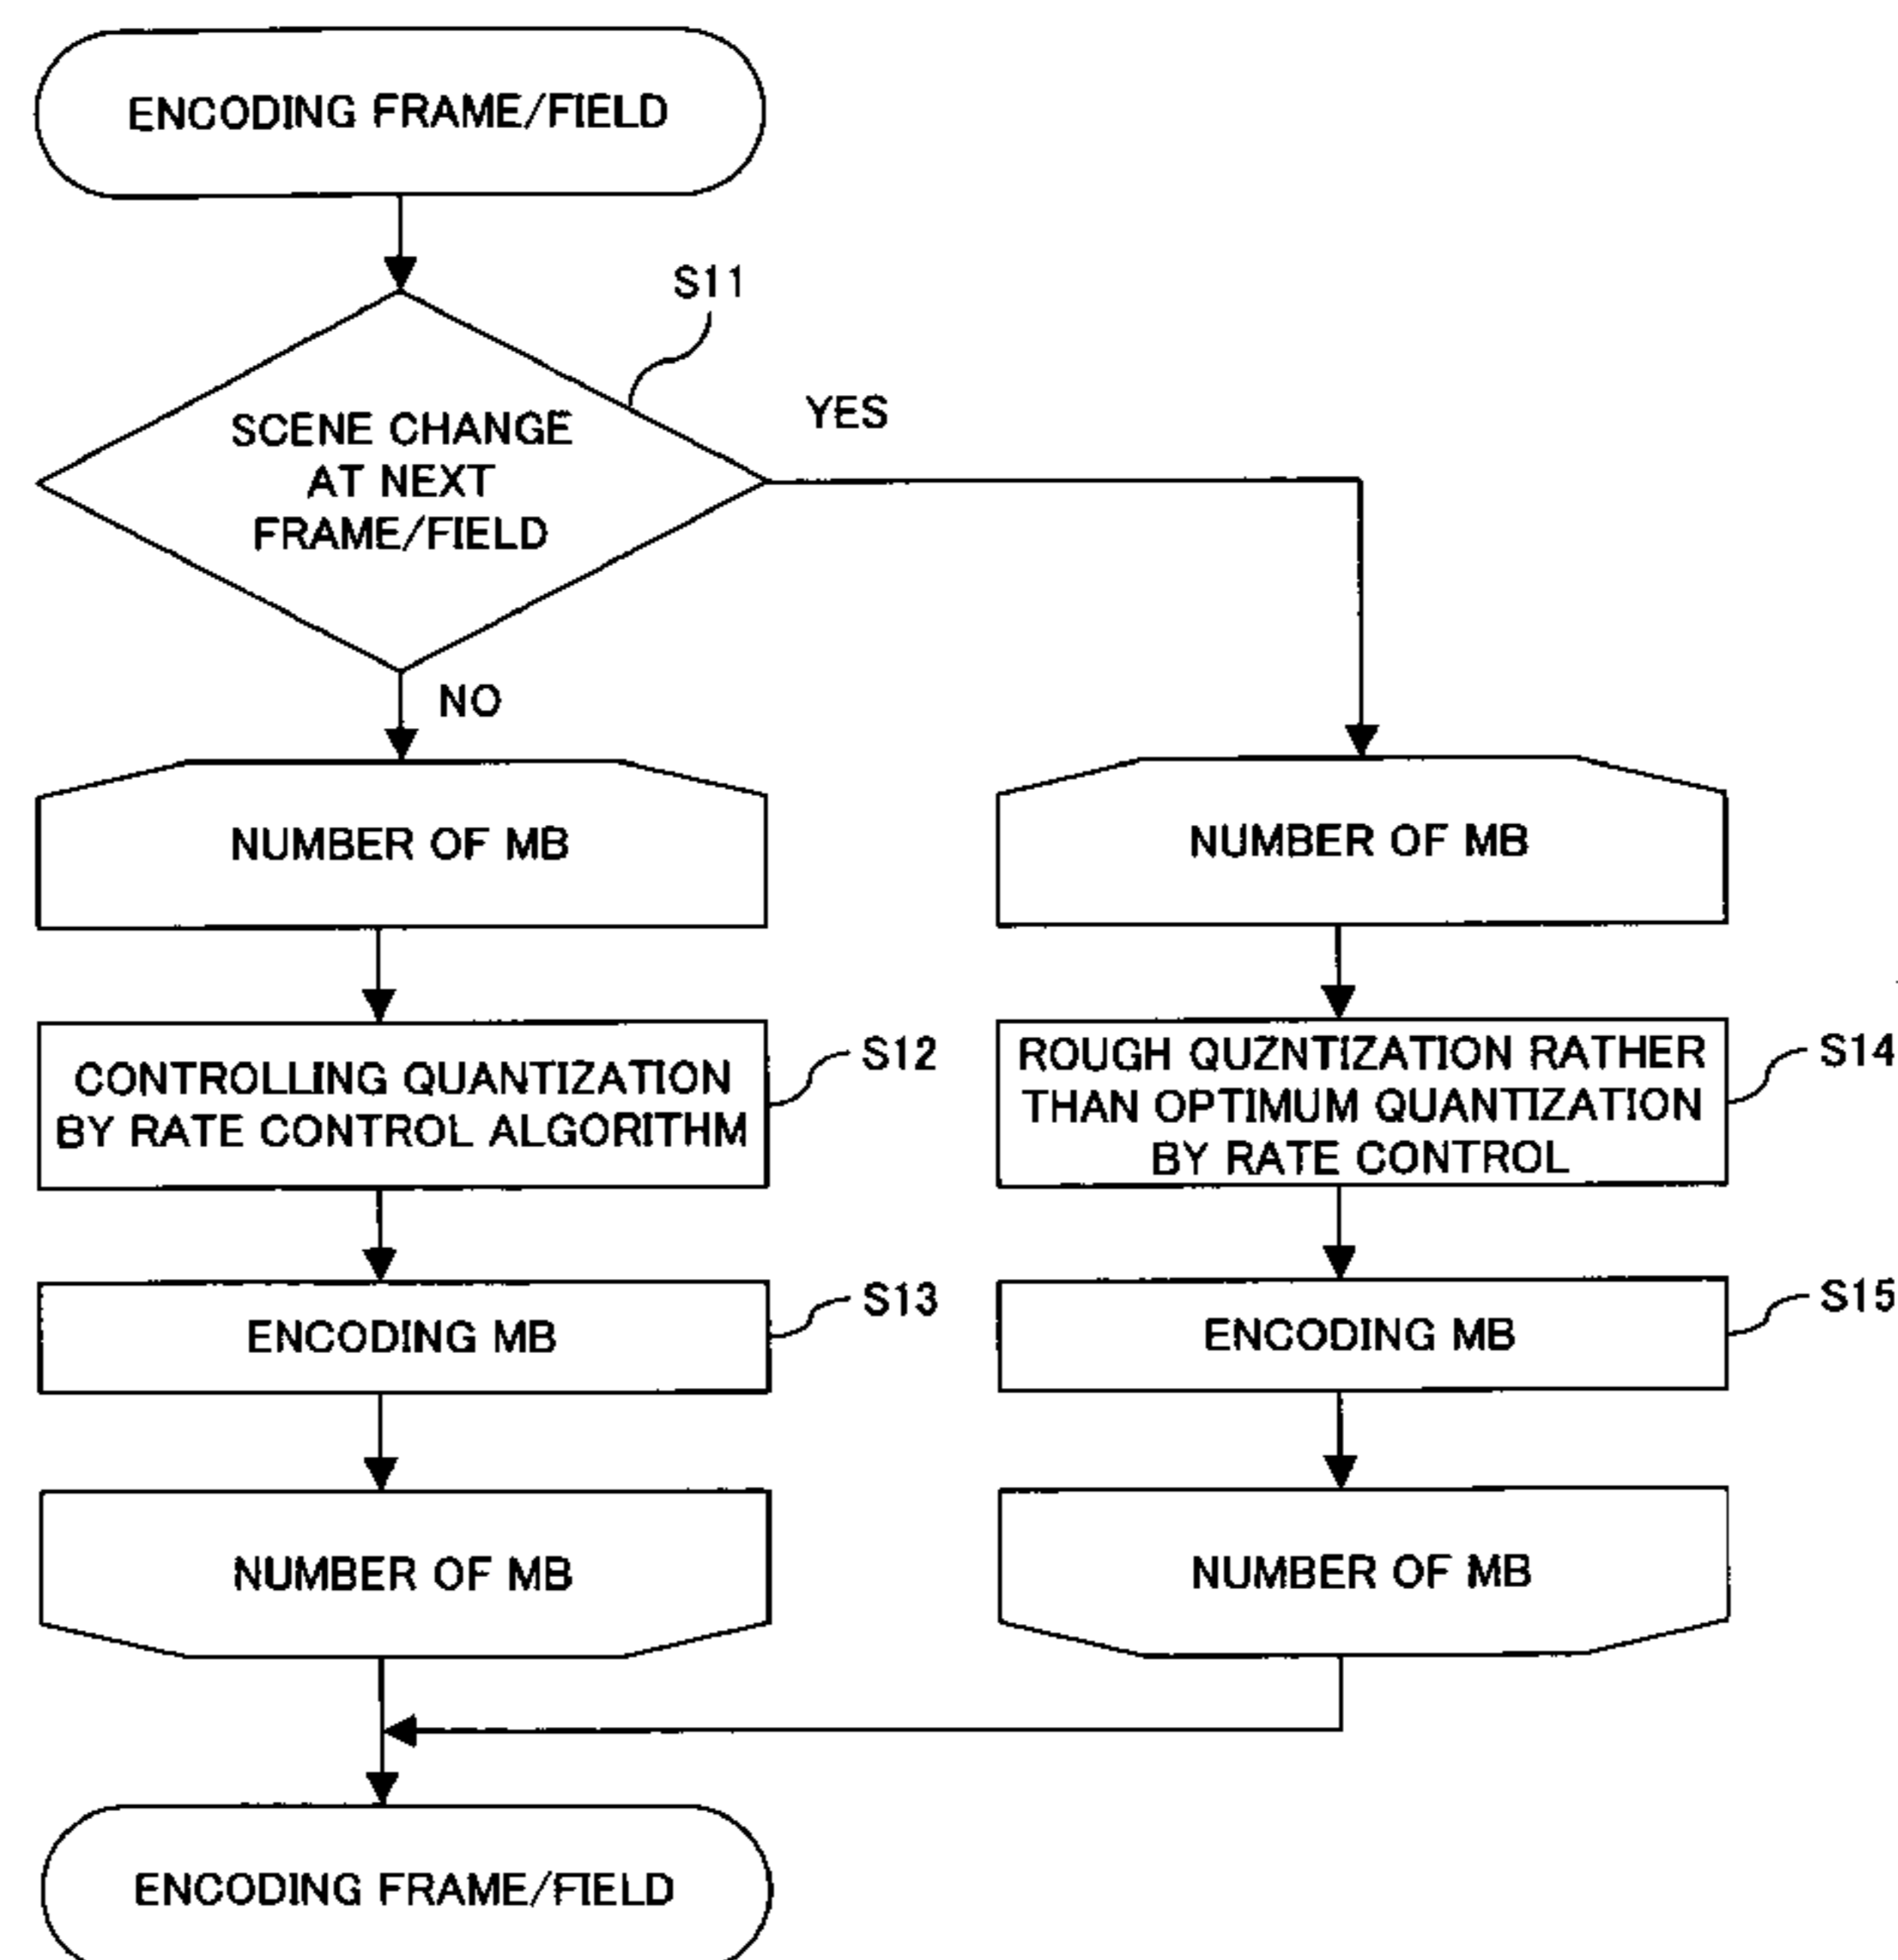 ENCODING FRAME/FIELD
S11
SCENE CHANGE
AT NEXT
FRAME/FIELD
YES
NO
NUMBER OF MB
NUMBER OF MB
CONTROLLING QUANTIZATION
BY RATE CONTROL ALGORITHM
S12
ROUGH QUZNTIZATION RATHER
THAN OPTIMUM QUANTIZATION
BY RATE CONTROL
S14
ENCODING MB
S13
ENCODING MB
S15
NUMBER OF MB
NUMBER OF MB
ENCODING FRAME/FIELD